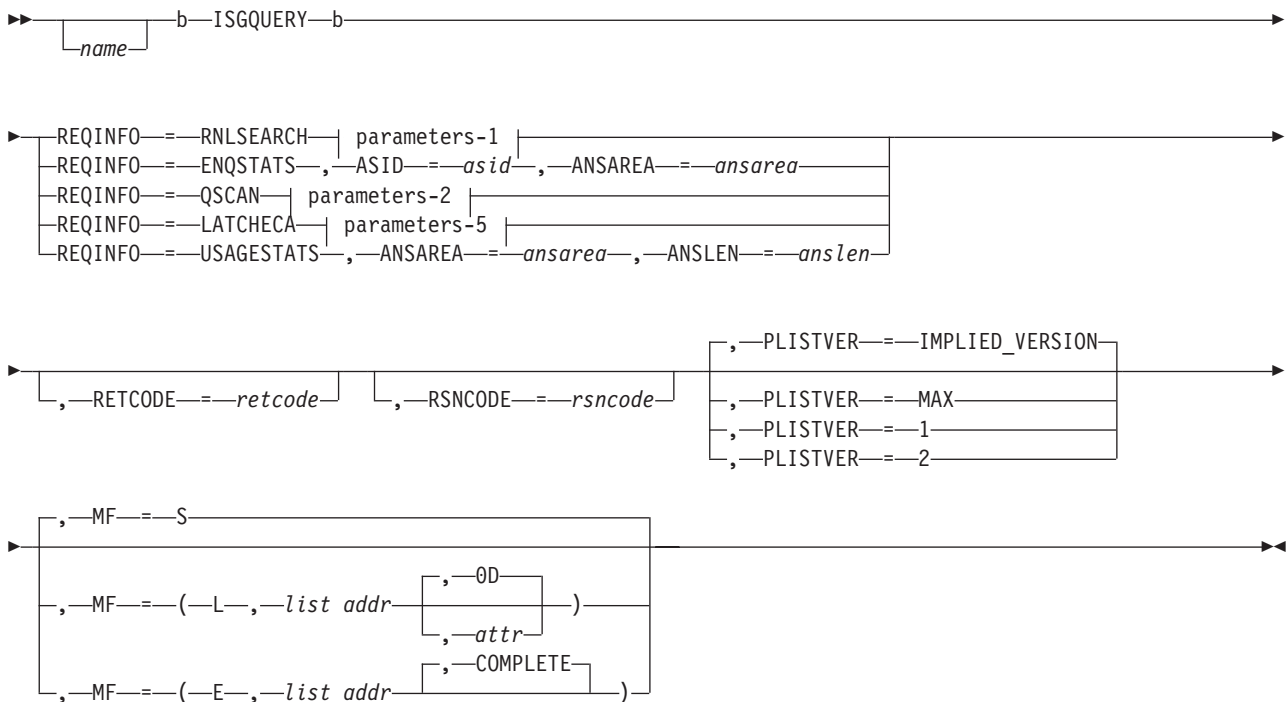 b ISGQUERY b
name
REQINFO = RNLSEARCH parameters-1
REQINFO = ENQSTATS , ASID = asid , ANSAREA = ansarea
REQINFO = QSCAN parameters-2
REQINFO = LATCHECA parameters-5
REQINFO = USAGESTATS , ANSAREA = ansarea , ANSLEN = anslen
, PLISTVER = IMPLIED_VERSION
, RETCODE = retcode , RSNCODE = rsncode , PLISTVER = MAX
, PLISTVER = 1
, PLISTVER = 2
, MF = S
, 0D
, MF = ( L , list addr )
, attr
, COMPLETE
, MF = ( E , list addr )